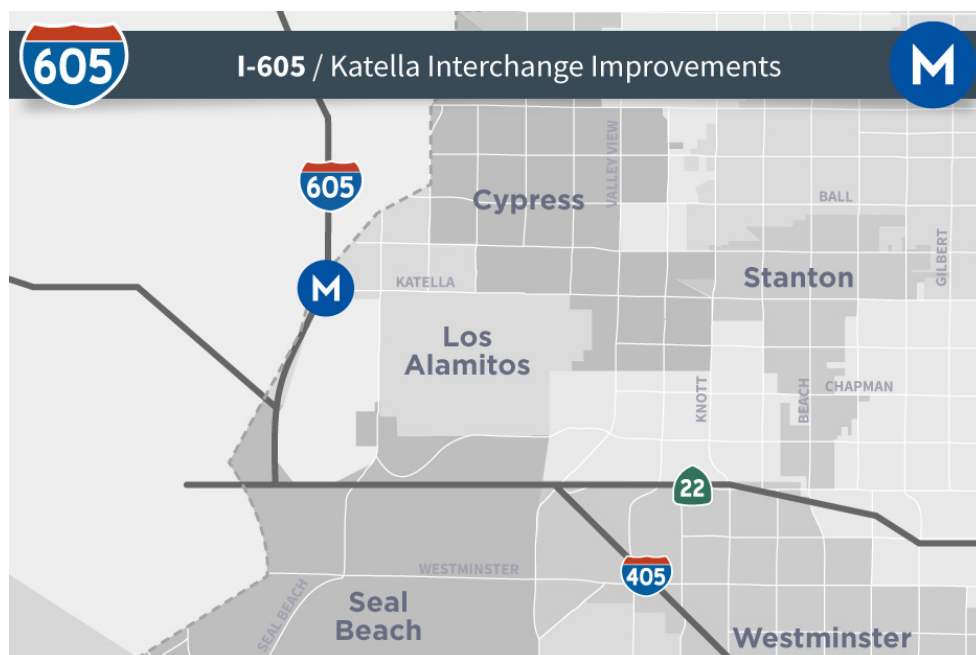 605
I-605 / Katella Interchange Improvements
M
605
Cypress
VALLEY VIEW
BALL
GILBERT
Stanton
M
KATELLA
Los
Alamitos
KNOTT
BEACH
CHAPMAN
22
WESTMINSTER
405
SEAL BEACH
Seal
Beach
Westminster